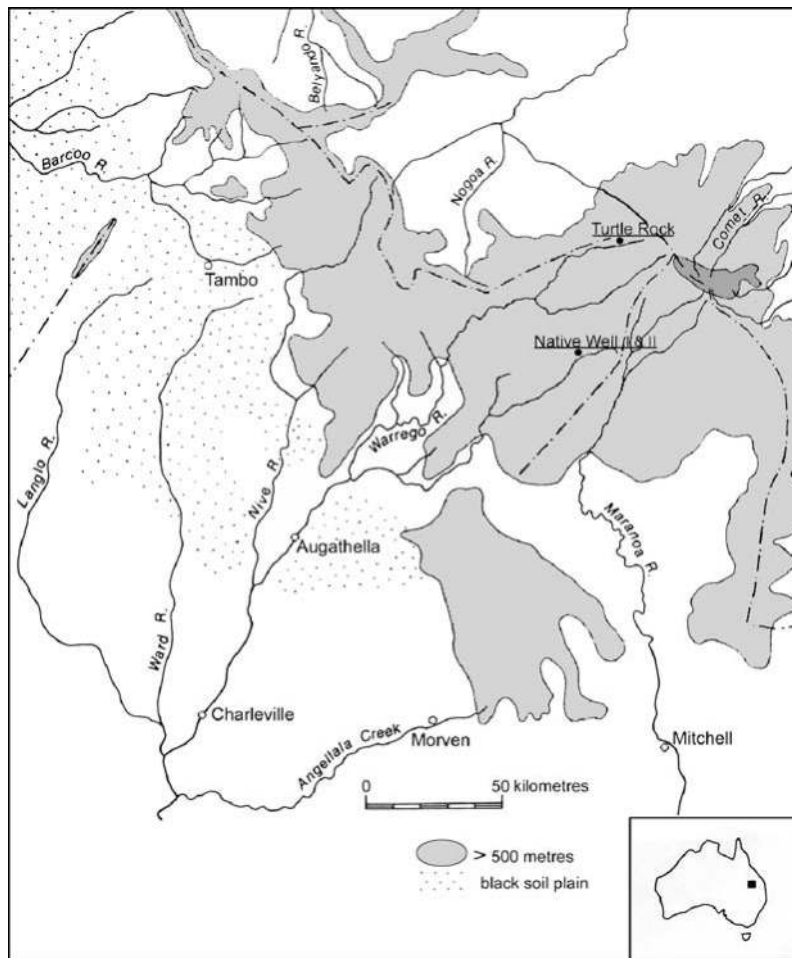 Belyando R.
Barcoo R.
Nogoa R.
Comet R.
Turtle Rock
Tambo
Native Well I & II
Warrego R.
Langlo R.
Nive R.
Maranoa R.
Augathella
Ward R.
Charleville
Angellala Creek
Morven
Mitchell
0 50 kilometres
> 500 metres
black soil plain